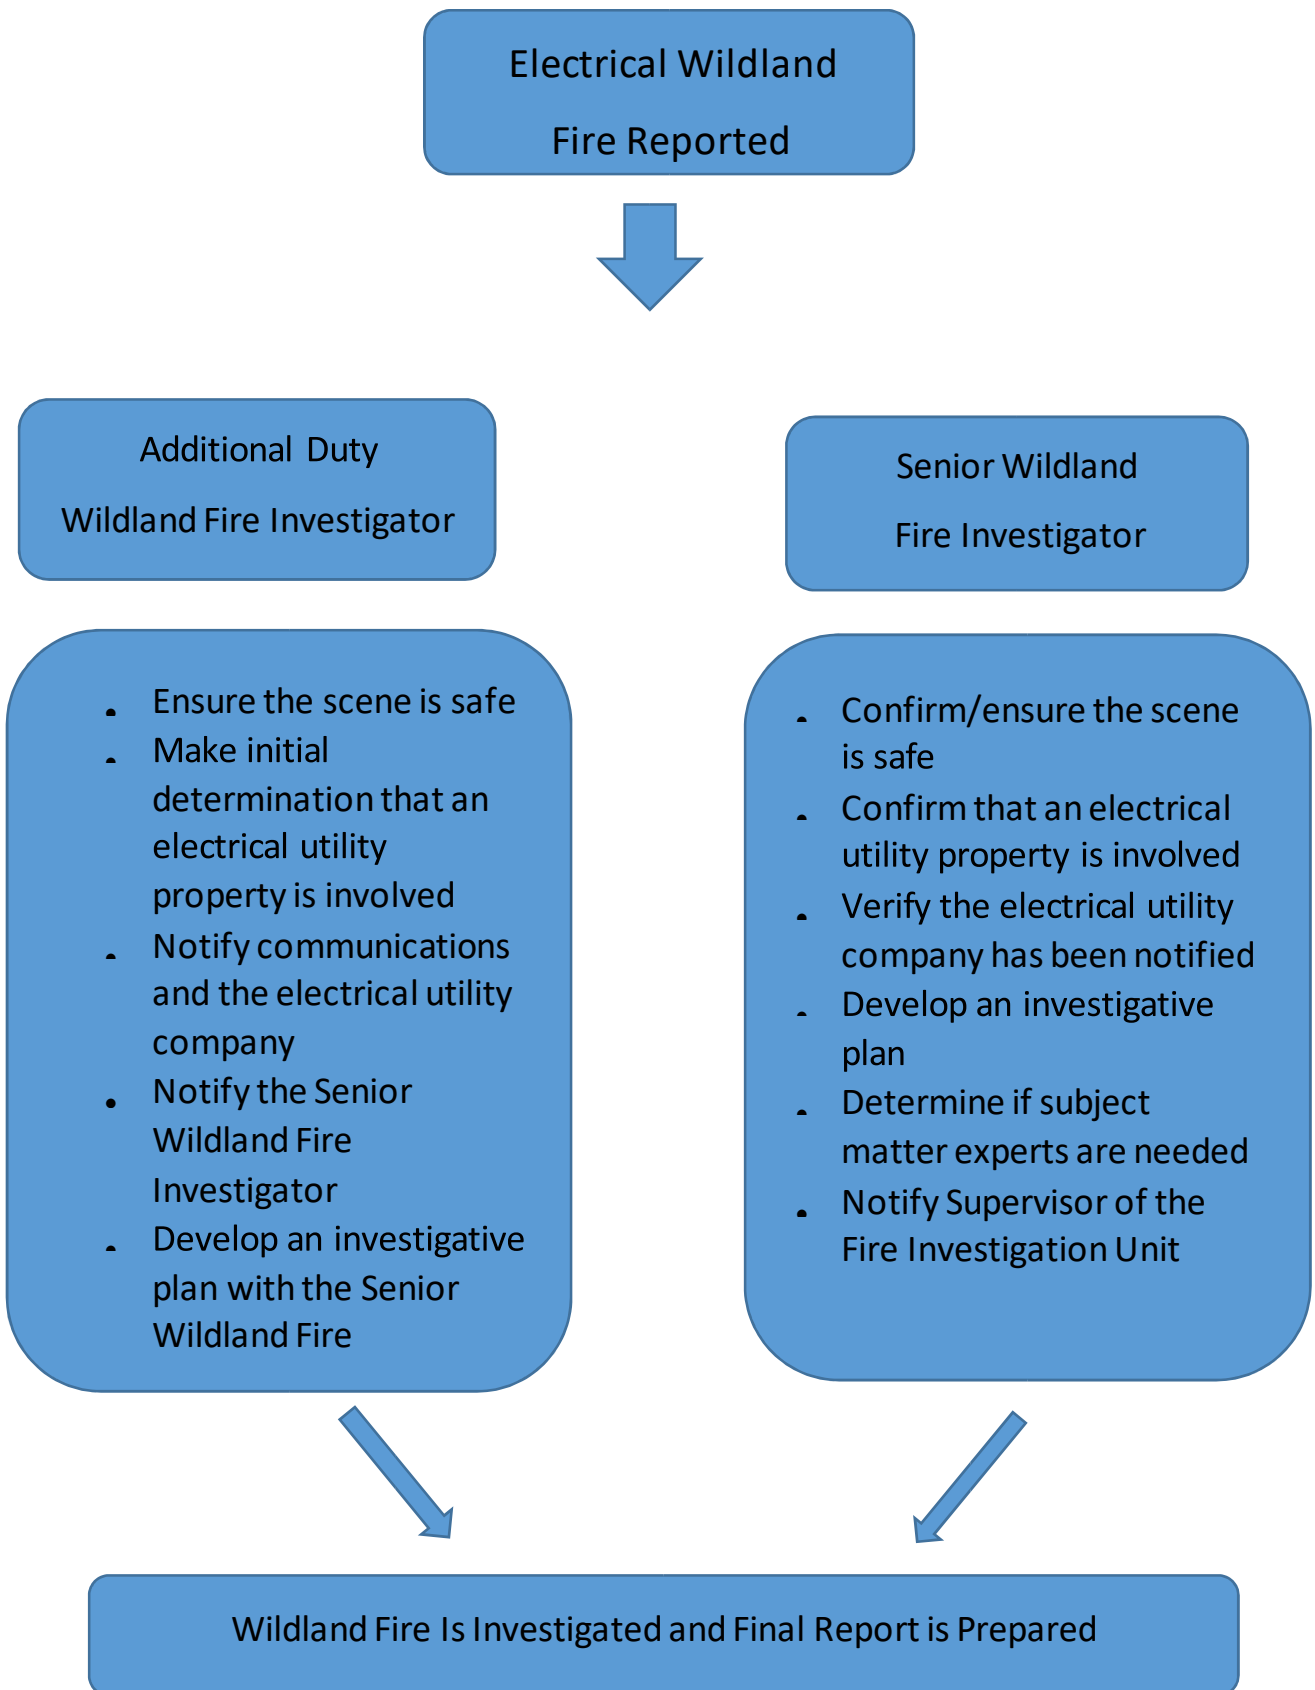 Electrical Wildland
Fire Reported
Additional Duty
Wildland Fire Investigator
Senior Wildland
Fire Investigator
• Ensure the scene is safe
• Make initial
determination that an
electrical utility
property is involved
• Notify communications
and the electrical utility
company
• Notify the Senior
Wildland Fire
Investigator
• Develop an investigative
plan with the Senior
Wildland Fire
• Confirm/ensure the scene
is safe
• Confirm that an electrical
utility property is involved
• Verify the electrical utility
company has been notified
• Develop an investigative
plan
• Determine if subject
matter experts are needed
• Notify Supervisor of the
Fire Investigation Unit
Wildland Fire Is Investigated and Final Report is Prepared